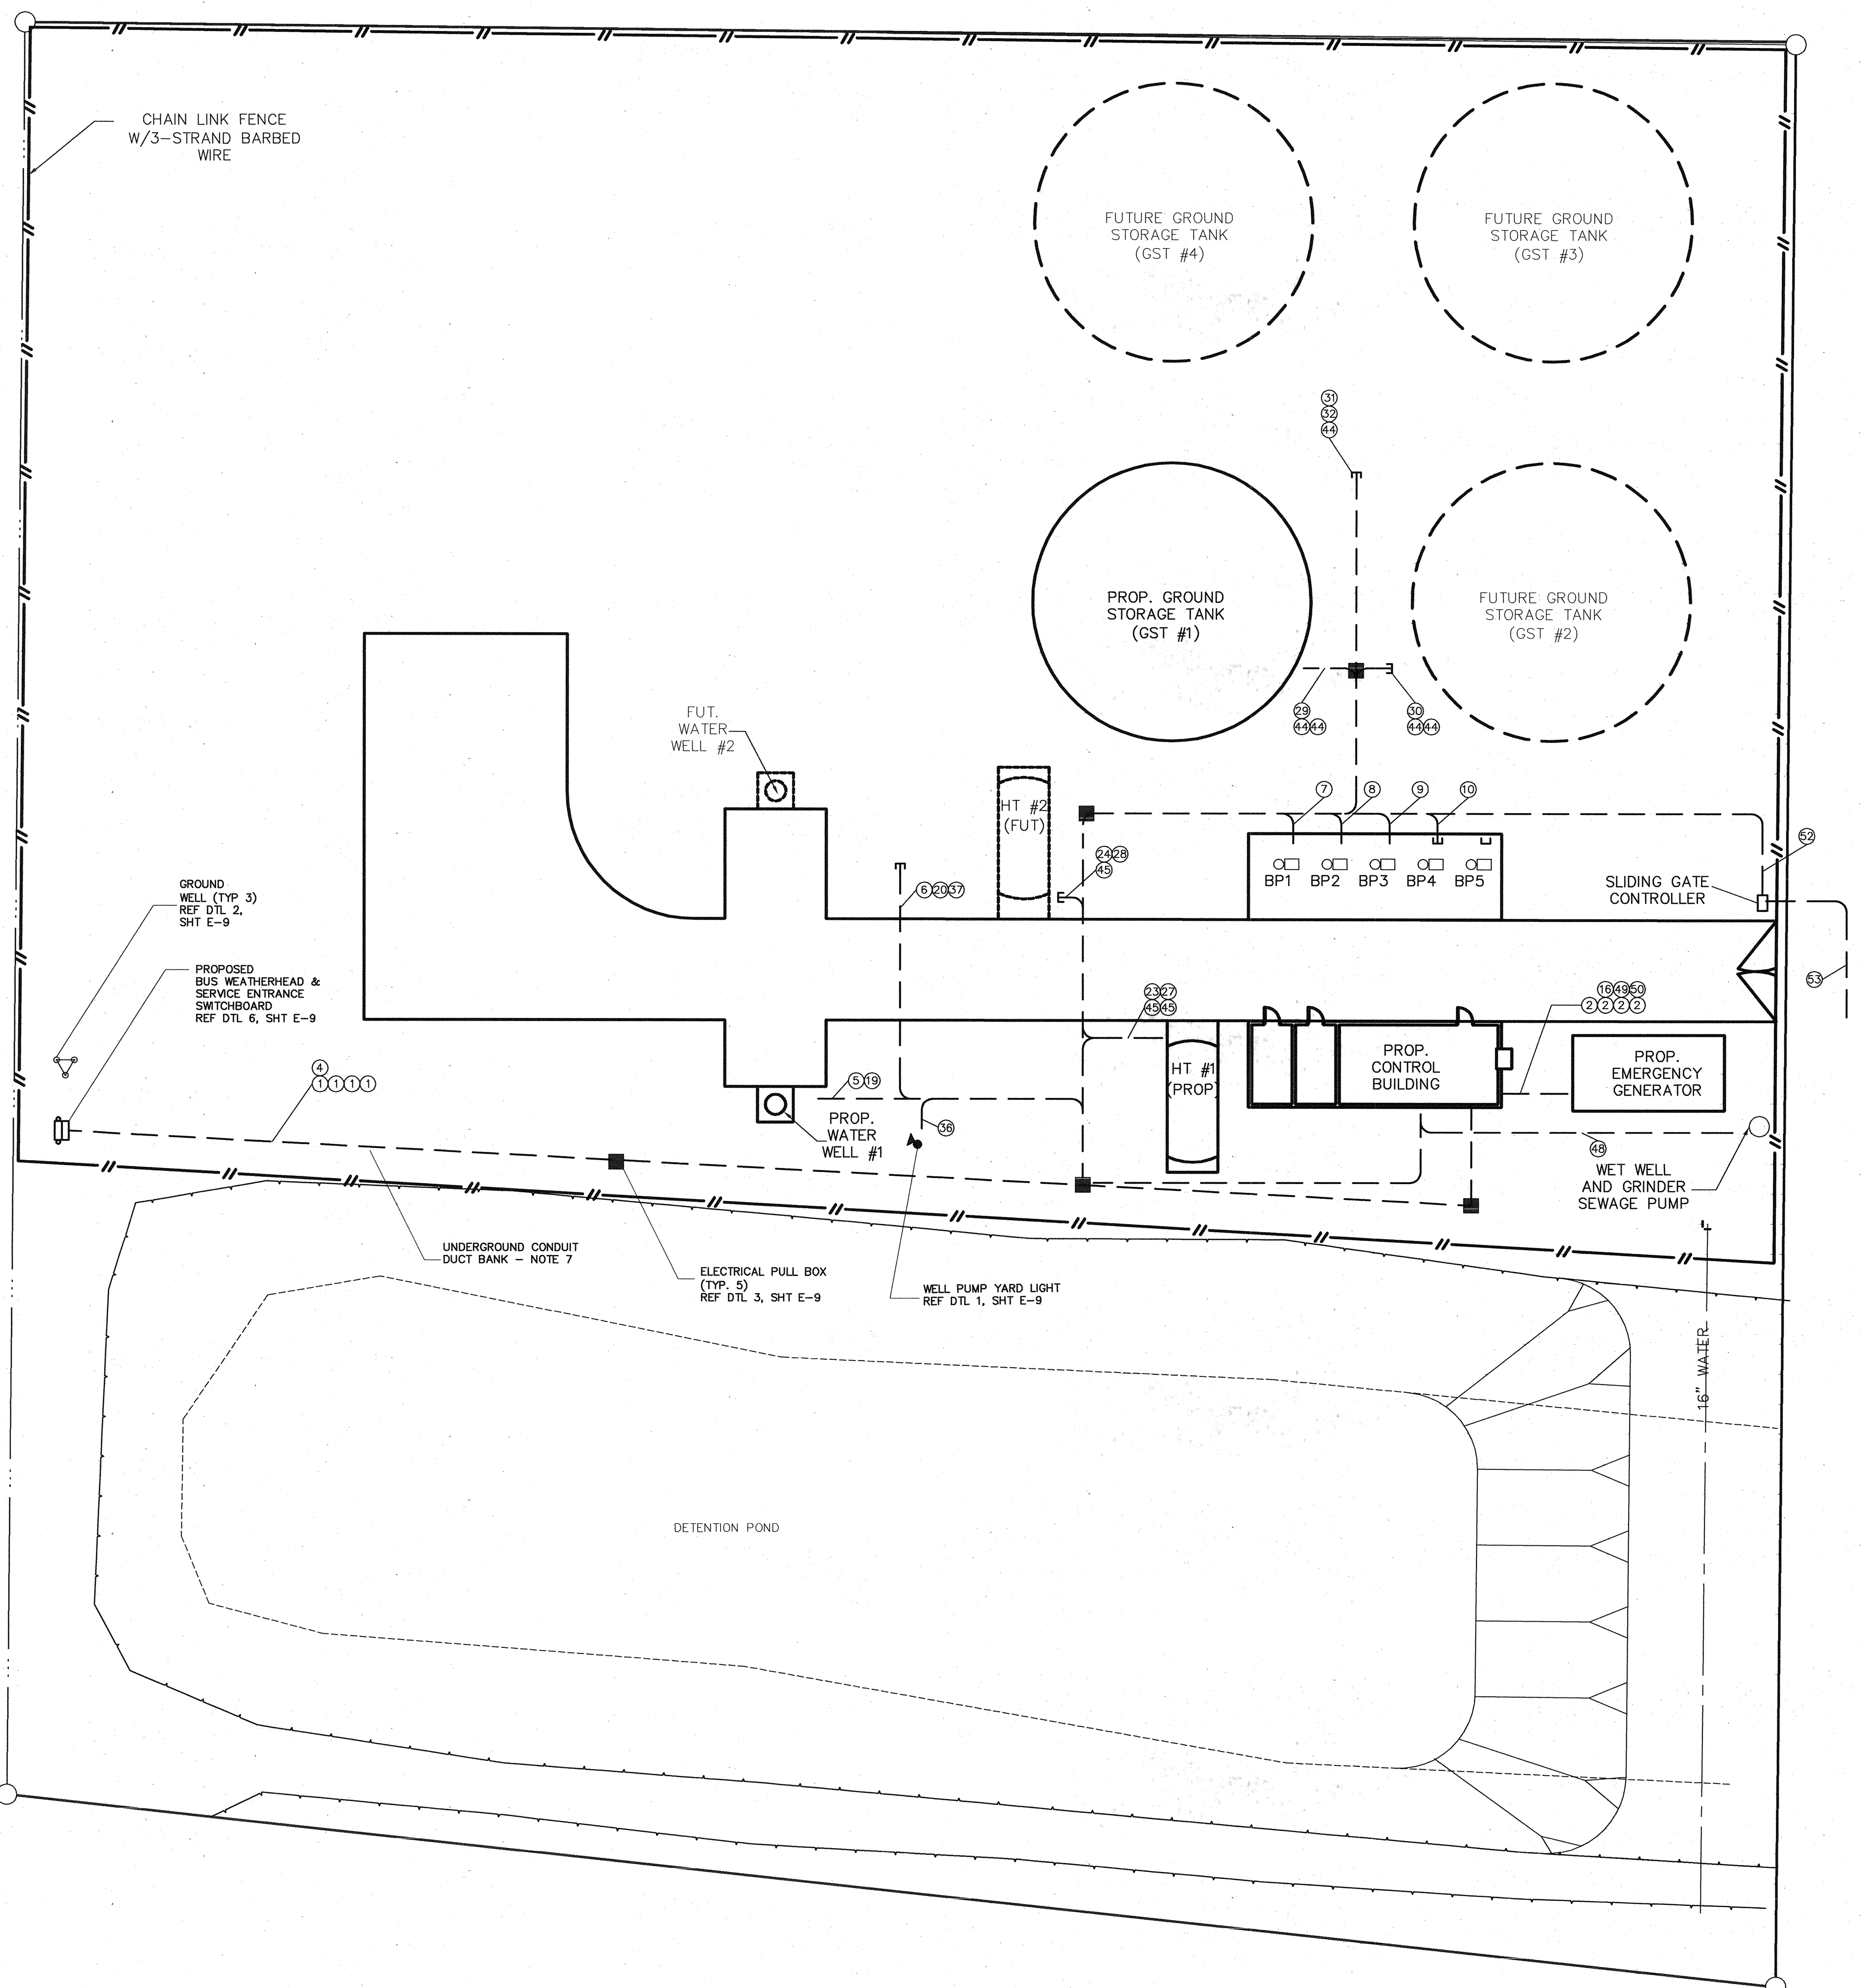 CHAIN LINK FENCE
W/3-STRAND BARBED
WIRE
FUTURE GROUND
STORAGE TANK
(GST #4)
FUTURE GROUND
STORAGE TANK
(GST #3)
31
32
44
PROP. GROUND
STORAGE TANK
(GST #1)
FUTURE GROUND
STORAGE TANK
(GST #2)
29
44 44
30
44 44
FUT.
WATER
WELL #2
HT #2
(FUT)
7
8
9
10
52
24 28
45
BP1
BP2
BP3
BP4
BP5
SLIDING GATE
CONTROLLER
6 20 37
GROUND
WELL (TYP 3)
REF DTL 2,
SHT E-9
PROPOSED
BUS WEATHERHEAD &
SERVICE ENTRANCE
SWITCHBOARD
REF DTL 6, SHT E-9
23 27
45 45
16 49 50
2 2 2 2
53
4
1 1 1 1
5 19
PROP.
WATER
WELL #1
36
HT #1
(PROP)
PROP.
CONTROL
BUILDING
PROP.
EMERGENCY
GENERATOR
48
WET WELL
AND GRINDER
SEWAGE PUMP
UNDERGROUND CONDUIT
DUCT BANK - NOTE 7
ELECTRICAL PULL BOX
(TYP. 5)
REF DTL 3, SHT E-9
WELL PUMP YARD LIGHT
REF DTL 1, SHT E-9
16" WATER
DETENTION POND